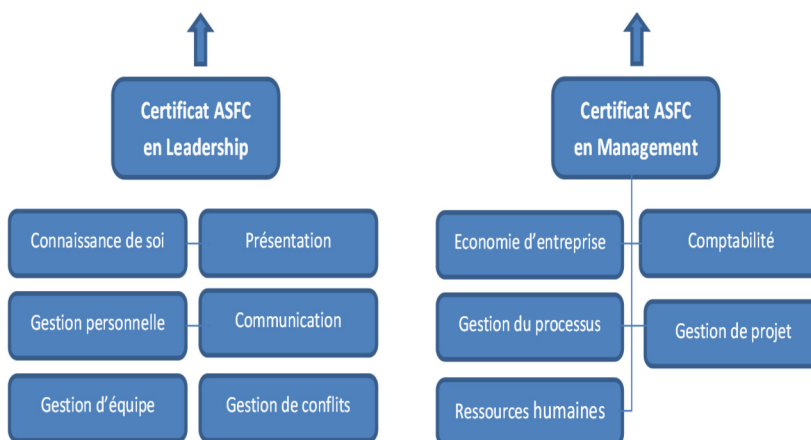 Certificat ASFC
en Leadership
Connaissance de soi
Présentation
Gestion personnelle
Communication
Gestion d’équipe
Gestion de conflits
Certificat ASFC
en Management
Economie d’entreprise
Comptabilité
Gestion du processus
Gestion de projet
Ressources humaines